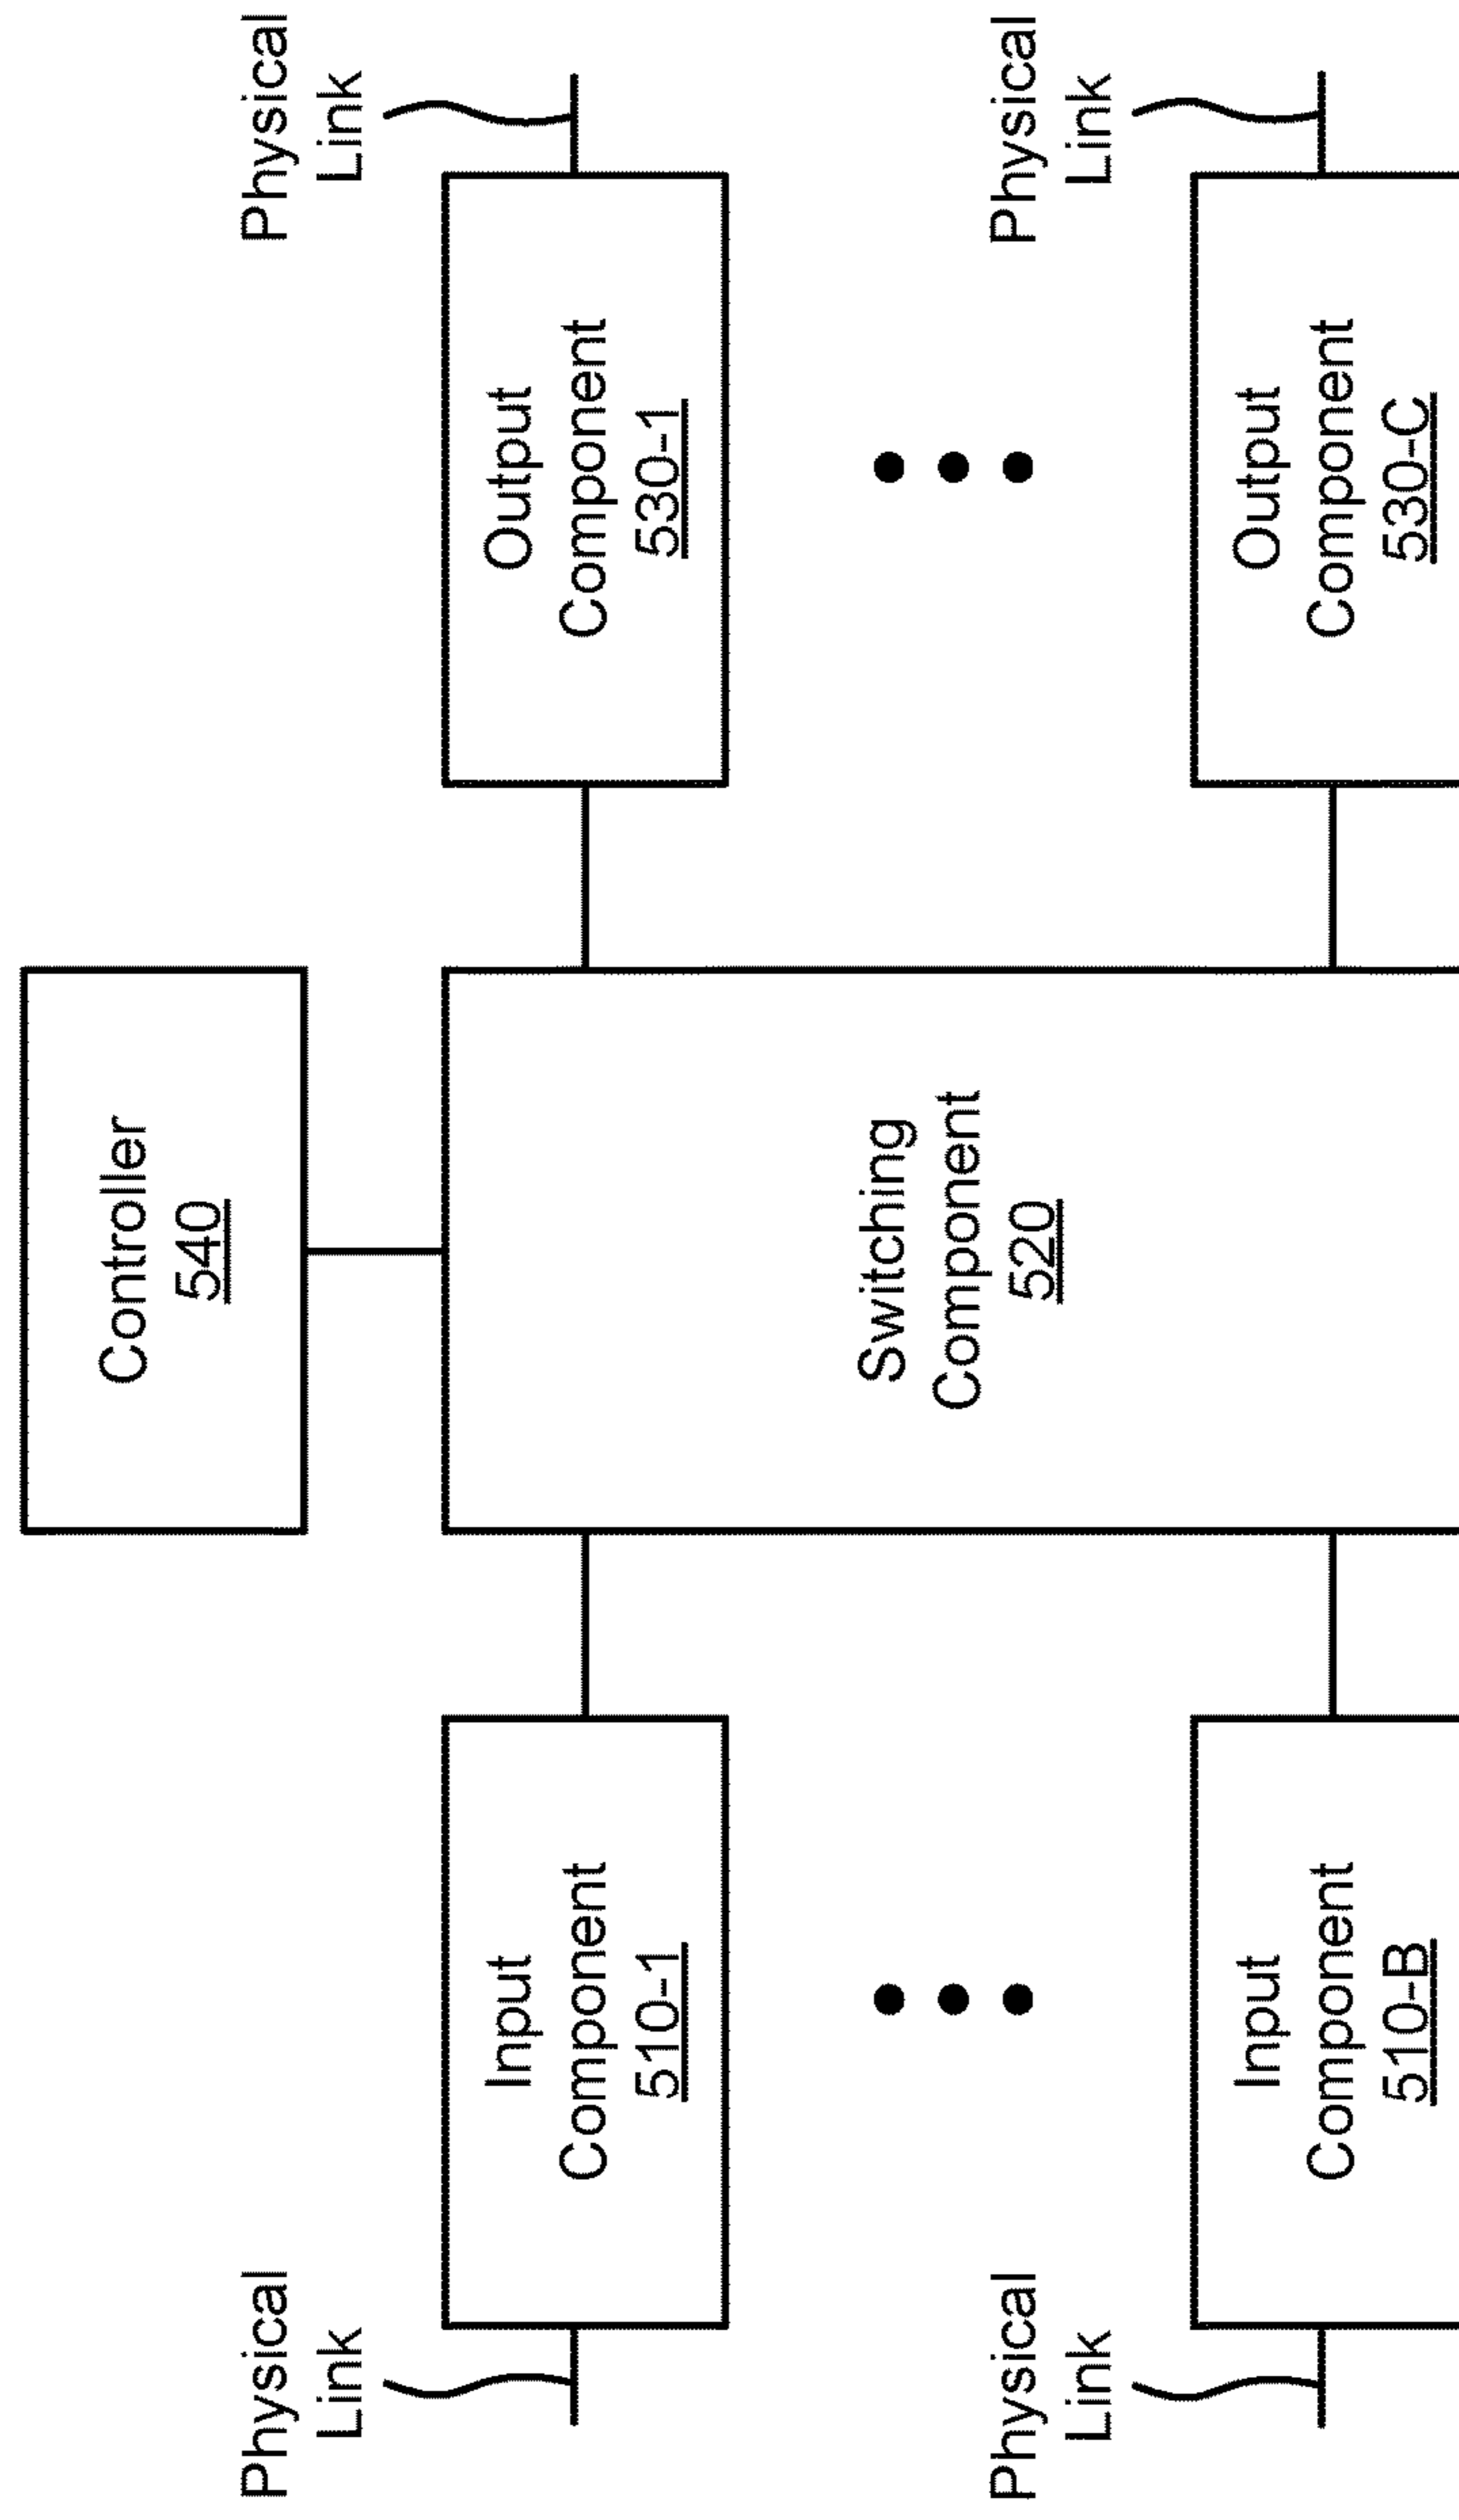 Controller
540
Physical
Link
Physical
Link
Input
Component
510-1
Output
Component
530-1
Switching
Component
520
Physical
Link
Physical
Link
Input
Component
510-B
Output
Component
530-C